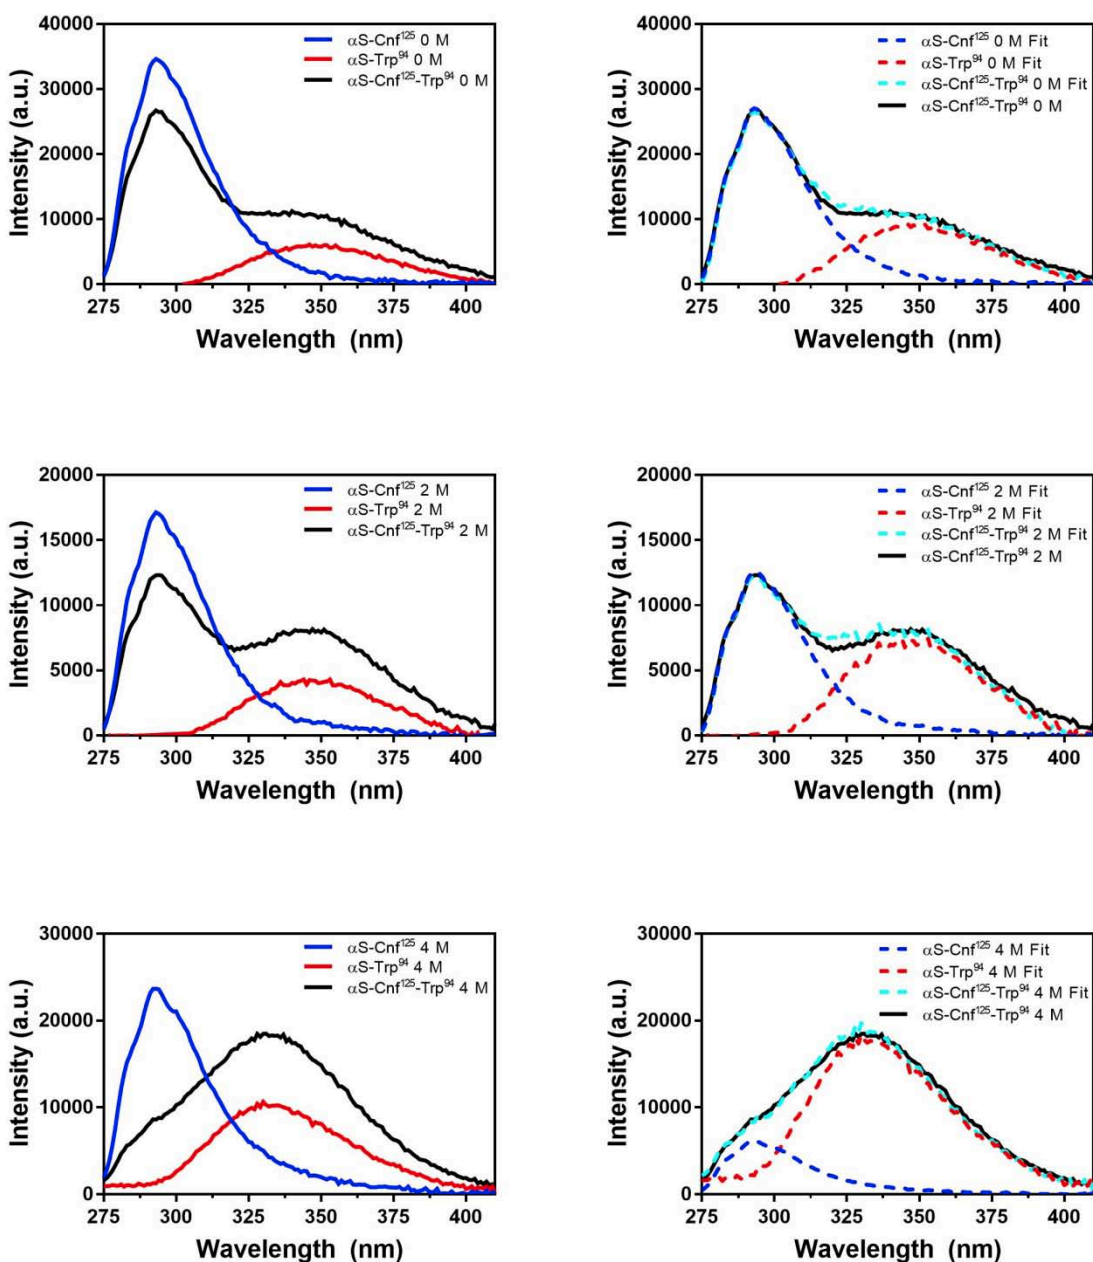 40000
30000
20000
10000
0
Intensity (a.u.)
αS-Cnf¹²⁵ 0 M
αS-Trp⁹⁴ 0 M
αS-Cnf¹²⁵-Trp⁹⁴ 0 M
275 300 325 350 375 400
Wavelength (nm)
40000
30000
20000
10000
0
Intensity (a.u.)
αS-Cnf¹²⁵ 0 M Fit
αS-Trp⁹⁴ 0 M Fit
αS-Cnf¹²⁵-Trp⁹⁴ 0 M Fit
αS-Cnf¹²⁵-Trp⁹⁴ 0 M
275 300 325 350 375 400
Wavelength (nm)
20000
15000
10000
5000
0
Intensity (a.u.)
αS-Cnf¹²⁵ 2 M
αS-Trp⁹⁴ 2 M
αS-Cnf¹²⁵-Trp⁹⁴ 2 M
275 300 325 350 375 400
Wavelength (nm)
20000
15000
10000
5000
0
Intensity (a.u.)
αS-Cnf¹²⁵ 2 M Fit
αS-Trp⁹⁴ 2 M Fit
αS-Cnf¹²⁵-Trp⁹⁴ 2 M Fit
αS-Cnf¹²⁵-Trp⁹⁴ 2 M
275 300 325 350 375 400
Wavelength (nm)
30000
20000
10000
0
Intensity (a.u.)
αS-Cnf¹²⁵ 4 M
αS-Trp⁹⁴ 4 M
αS-Cnf¹²⁵-Trp⁹⁴ 4 M
275 300 325 350 375 400
Wavelength (nm)
30000
20000
10000
0
Intensity (a.u.)
αS-Cnf¹²⁵ 4 M Fit
αS-Trp⁹⁴ 4 M Fit
αS-Cnf¹²⁵-Trp⁹⁴ 4 M Fit
αS-Cnf¹²⁵-Trp⁹⁴ 4 M
275 300 325 350 375 400
Wavelength (nm)